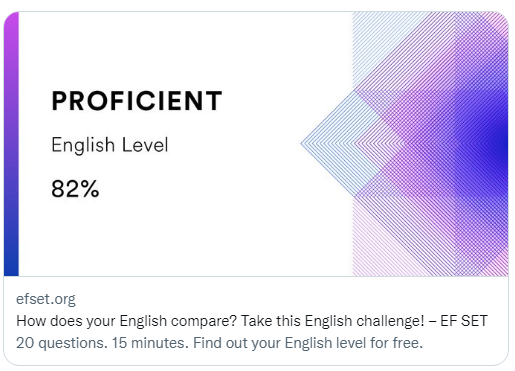 PROFICIENT
English Level
82%
efset.org
How does your English compare? Take this English challenge! – EF SET
20 questions. 15 minutes. Find out your English level for free.